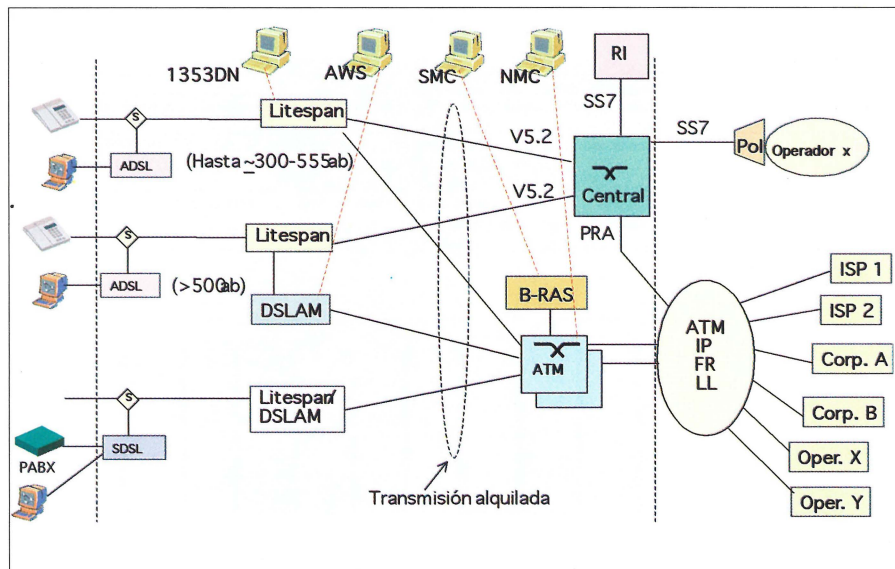 1353DN
AWS
SMC
NMC
RI
SS7
S
Litespan
V5.2
SS7
Pol
Operador x
ADSL
(Hasta ~300-555ab)
Central
V5.2
PRA
S
Litespan
ADSL
(>500ab)
DSLAM
B-RAS
ATM
ATM
IP
FR
LL
ISP 1
ISP 2
Corp. A
Corp. B
Oper. X
Oper. Y
S
Litespan/
DSLAM
SDSL
PABX
Transmisión alquilada